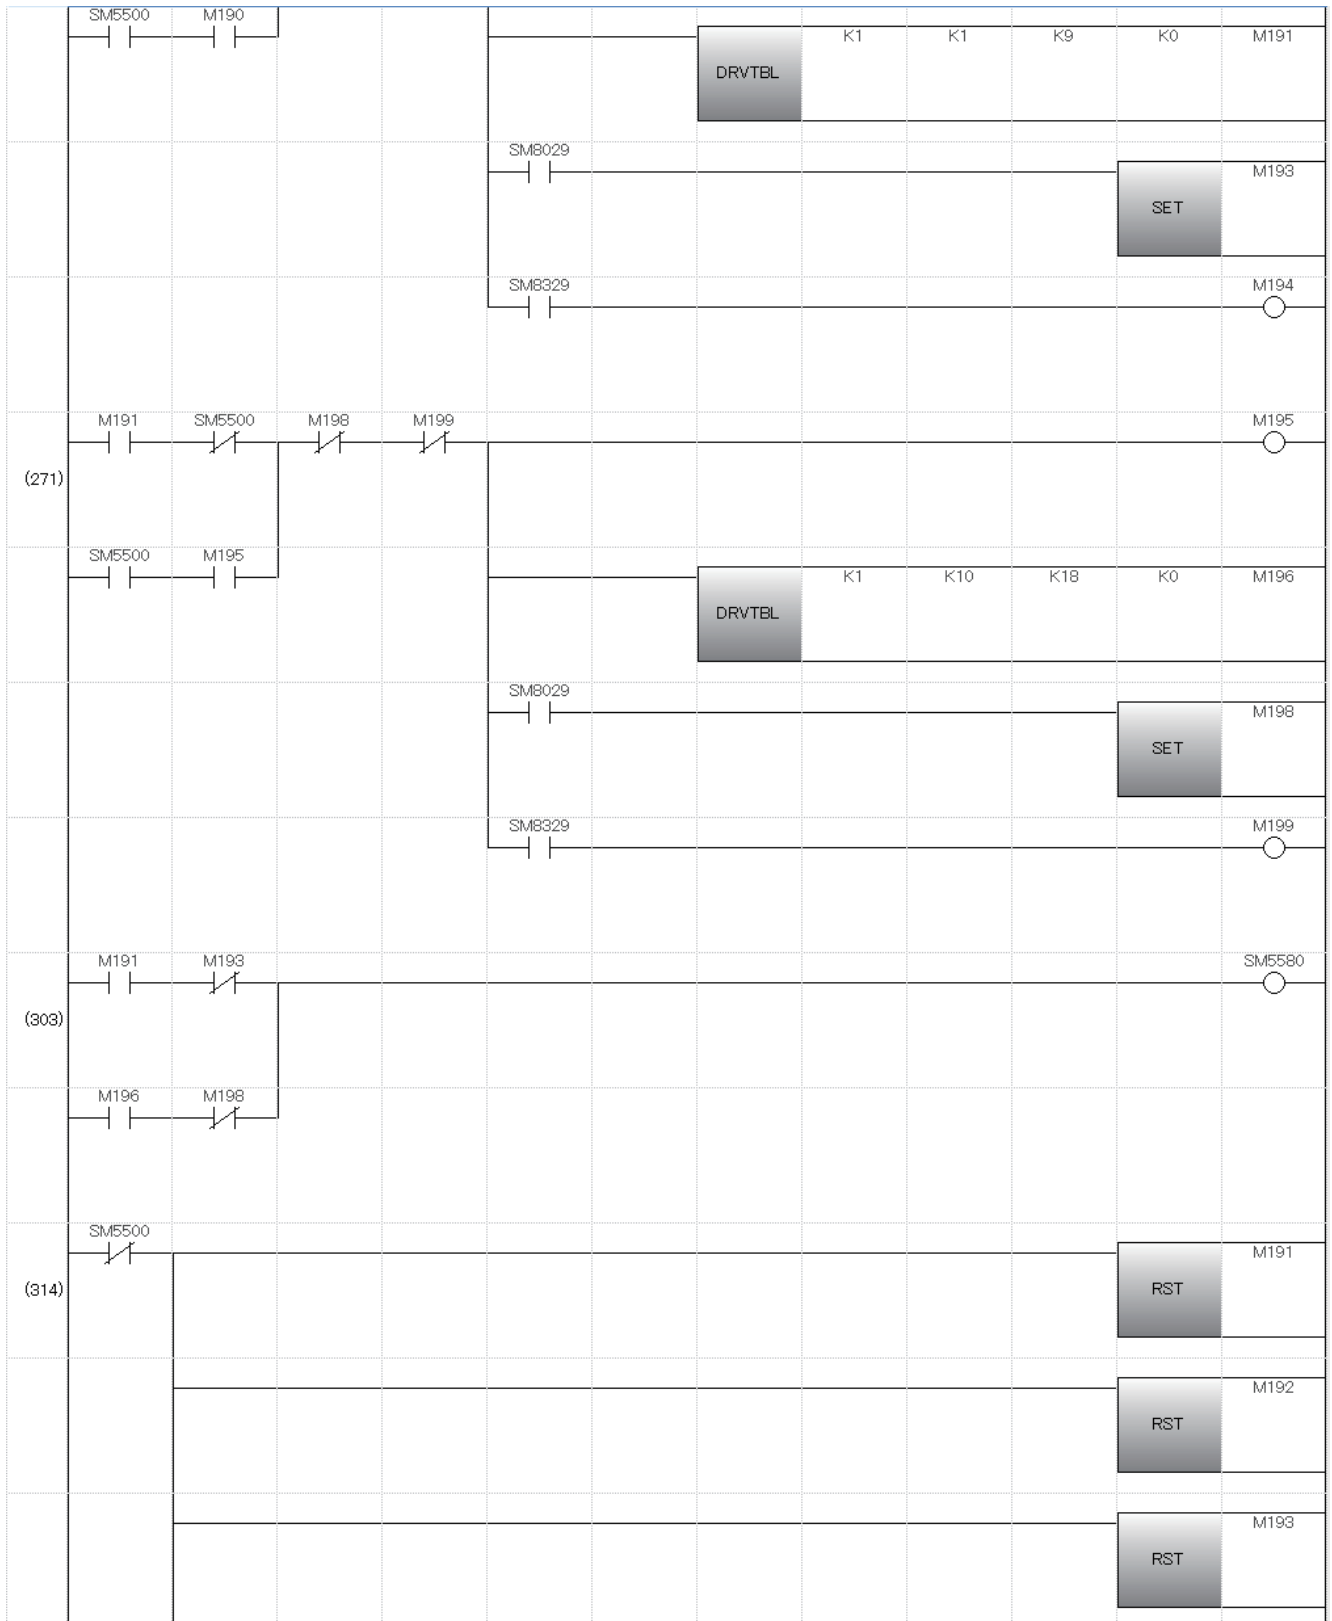 SM5500 M190
K1 K1 K9 K0 M191
DRVTBL
SM8029
M193
SET
SM8329 M194
M191 SM5500 M198 M199 M195
(271)
SM5500 M195
K1 K10 K18 K0 M196
DRVTBL
SM8029
M198
SET
SM8329 M199
M191 M193 SM5580
(303)
M196 M198
SM5500
M191
(314)
RST
M192
RST
M193
RST